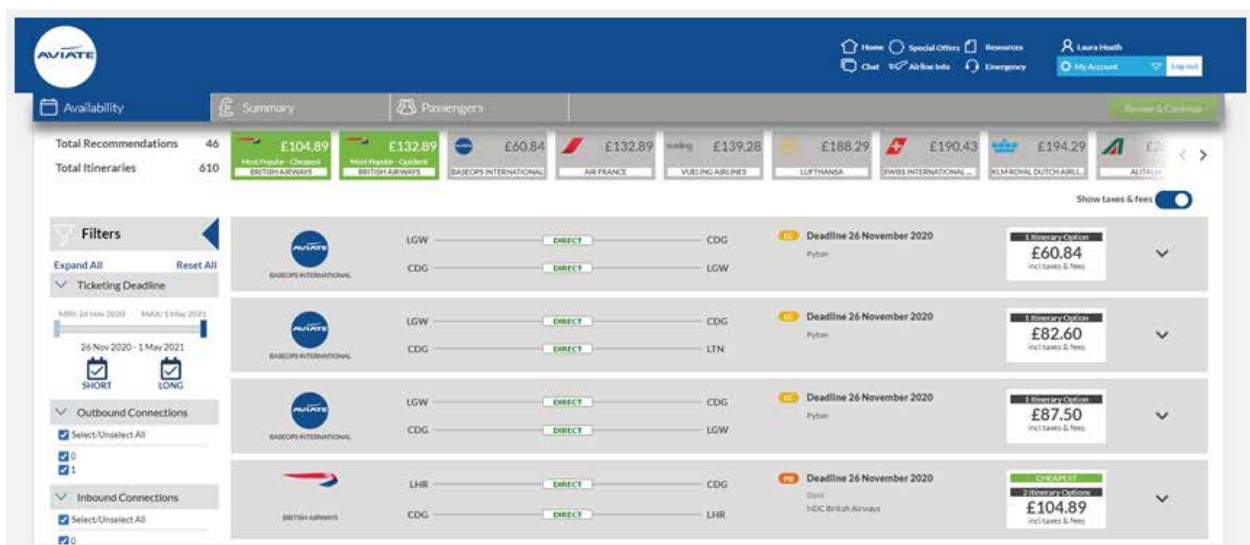 AVIATE
Home Special Offers Resources Laura Heath
Chat Airline Info Emergency My Account Log out
Availability Summary Passengers Review & Continue
Total Recommendations 46
Total Itineraries 610
£104.89 £132.89 £60.84 £132.89 £139.28 £188.29 £190.43 £194.29
Most Popular - Cheapest Most Popular - Quickest
BRITISH AIRWAYS BRITISH AIRWAYS BASEOPS INTERNATIONAL AIR FRANCE VUELING AIRLINES LUFTHANSA SWISS INTERNATIONAL ... KLM ROYAL DUTCH AIRLI...
Show taxes & fees
Filters
Expand All Reset All
Ticketing Deadline
MIN: 26 Nov 2020 MAX: 1 May 2021
26 Nov 2020 - 1 May 2021
SHORT LONG
Outbound Connections
Select/Unselect All
0
1
Inbound Connections
Select/Unselect All
0
AVIATE
BASEOPS INTERNATIONAL
LGW DIRECT CDG
CDG DIRECT LGW
Deadline 26 November 2020
Pyton
1 Itinerary Option
£60.84
incl taxes & fees
AVIATE
BASEOPS INTERNATIONAL
LGW DIRECT CDG
CDG DIRECT LTN
Deadline 26 November 2020
Pyton
1 Itinerary Option
£82.60
incl taxes & fees
AVIATE
BASEOPS INTERNATIONAL
LGW DIRECT CDG
CDG DIRECT LGW
Deadline 26 November 2020
Pyton
1 Itinerary Option
£87.50
incl taxes & fees
BRITISH AIRWAYS
LHR DIRECT CDG
CDG DIRECT LHR
Deadline 26 November 2020
Basic
NDC British Airways
CHEAPEST
2 Itinerary Options
£104.89
incl taxes & fees